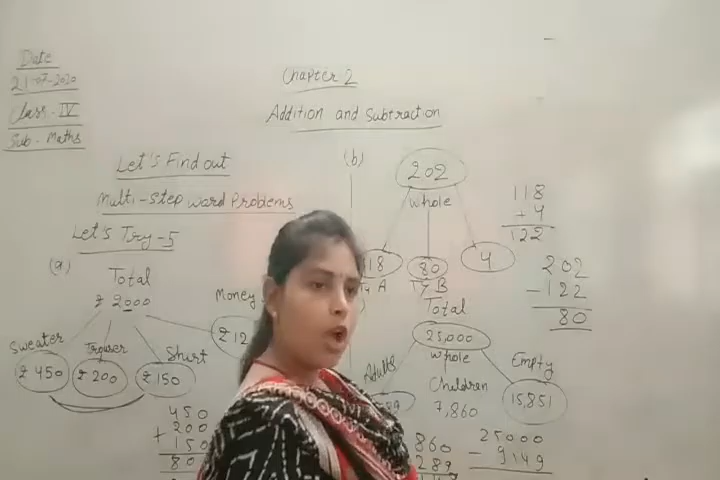 Date
21-07-2020
Class-IV
Sub. Maths
Chapter 2
Addition and Subtraction
Let's Find out
Multi-step word Problems
Let's Try-5
(a)
Total
₹ 2000
Sweater
₹ 450
Trouser
₹ 200
Shirt
₹ 150
Money
₹ 12
450
200
+ 150
80
(b)
202
whole
18
A
80
B
4
118
+ 4
122
202
- 122
80
Total
25,000
whole
Adults
89
Children
7,860
Empty
15,851
860
289
25000
- 9149